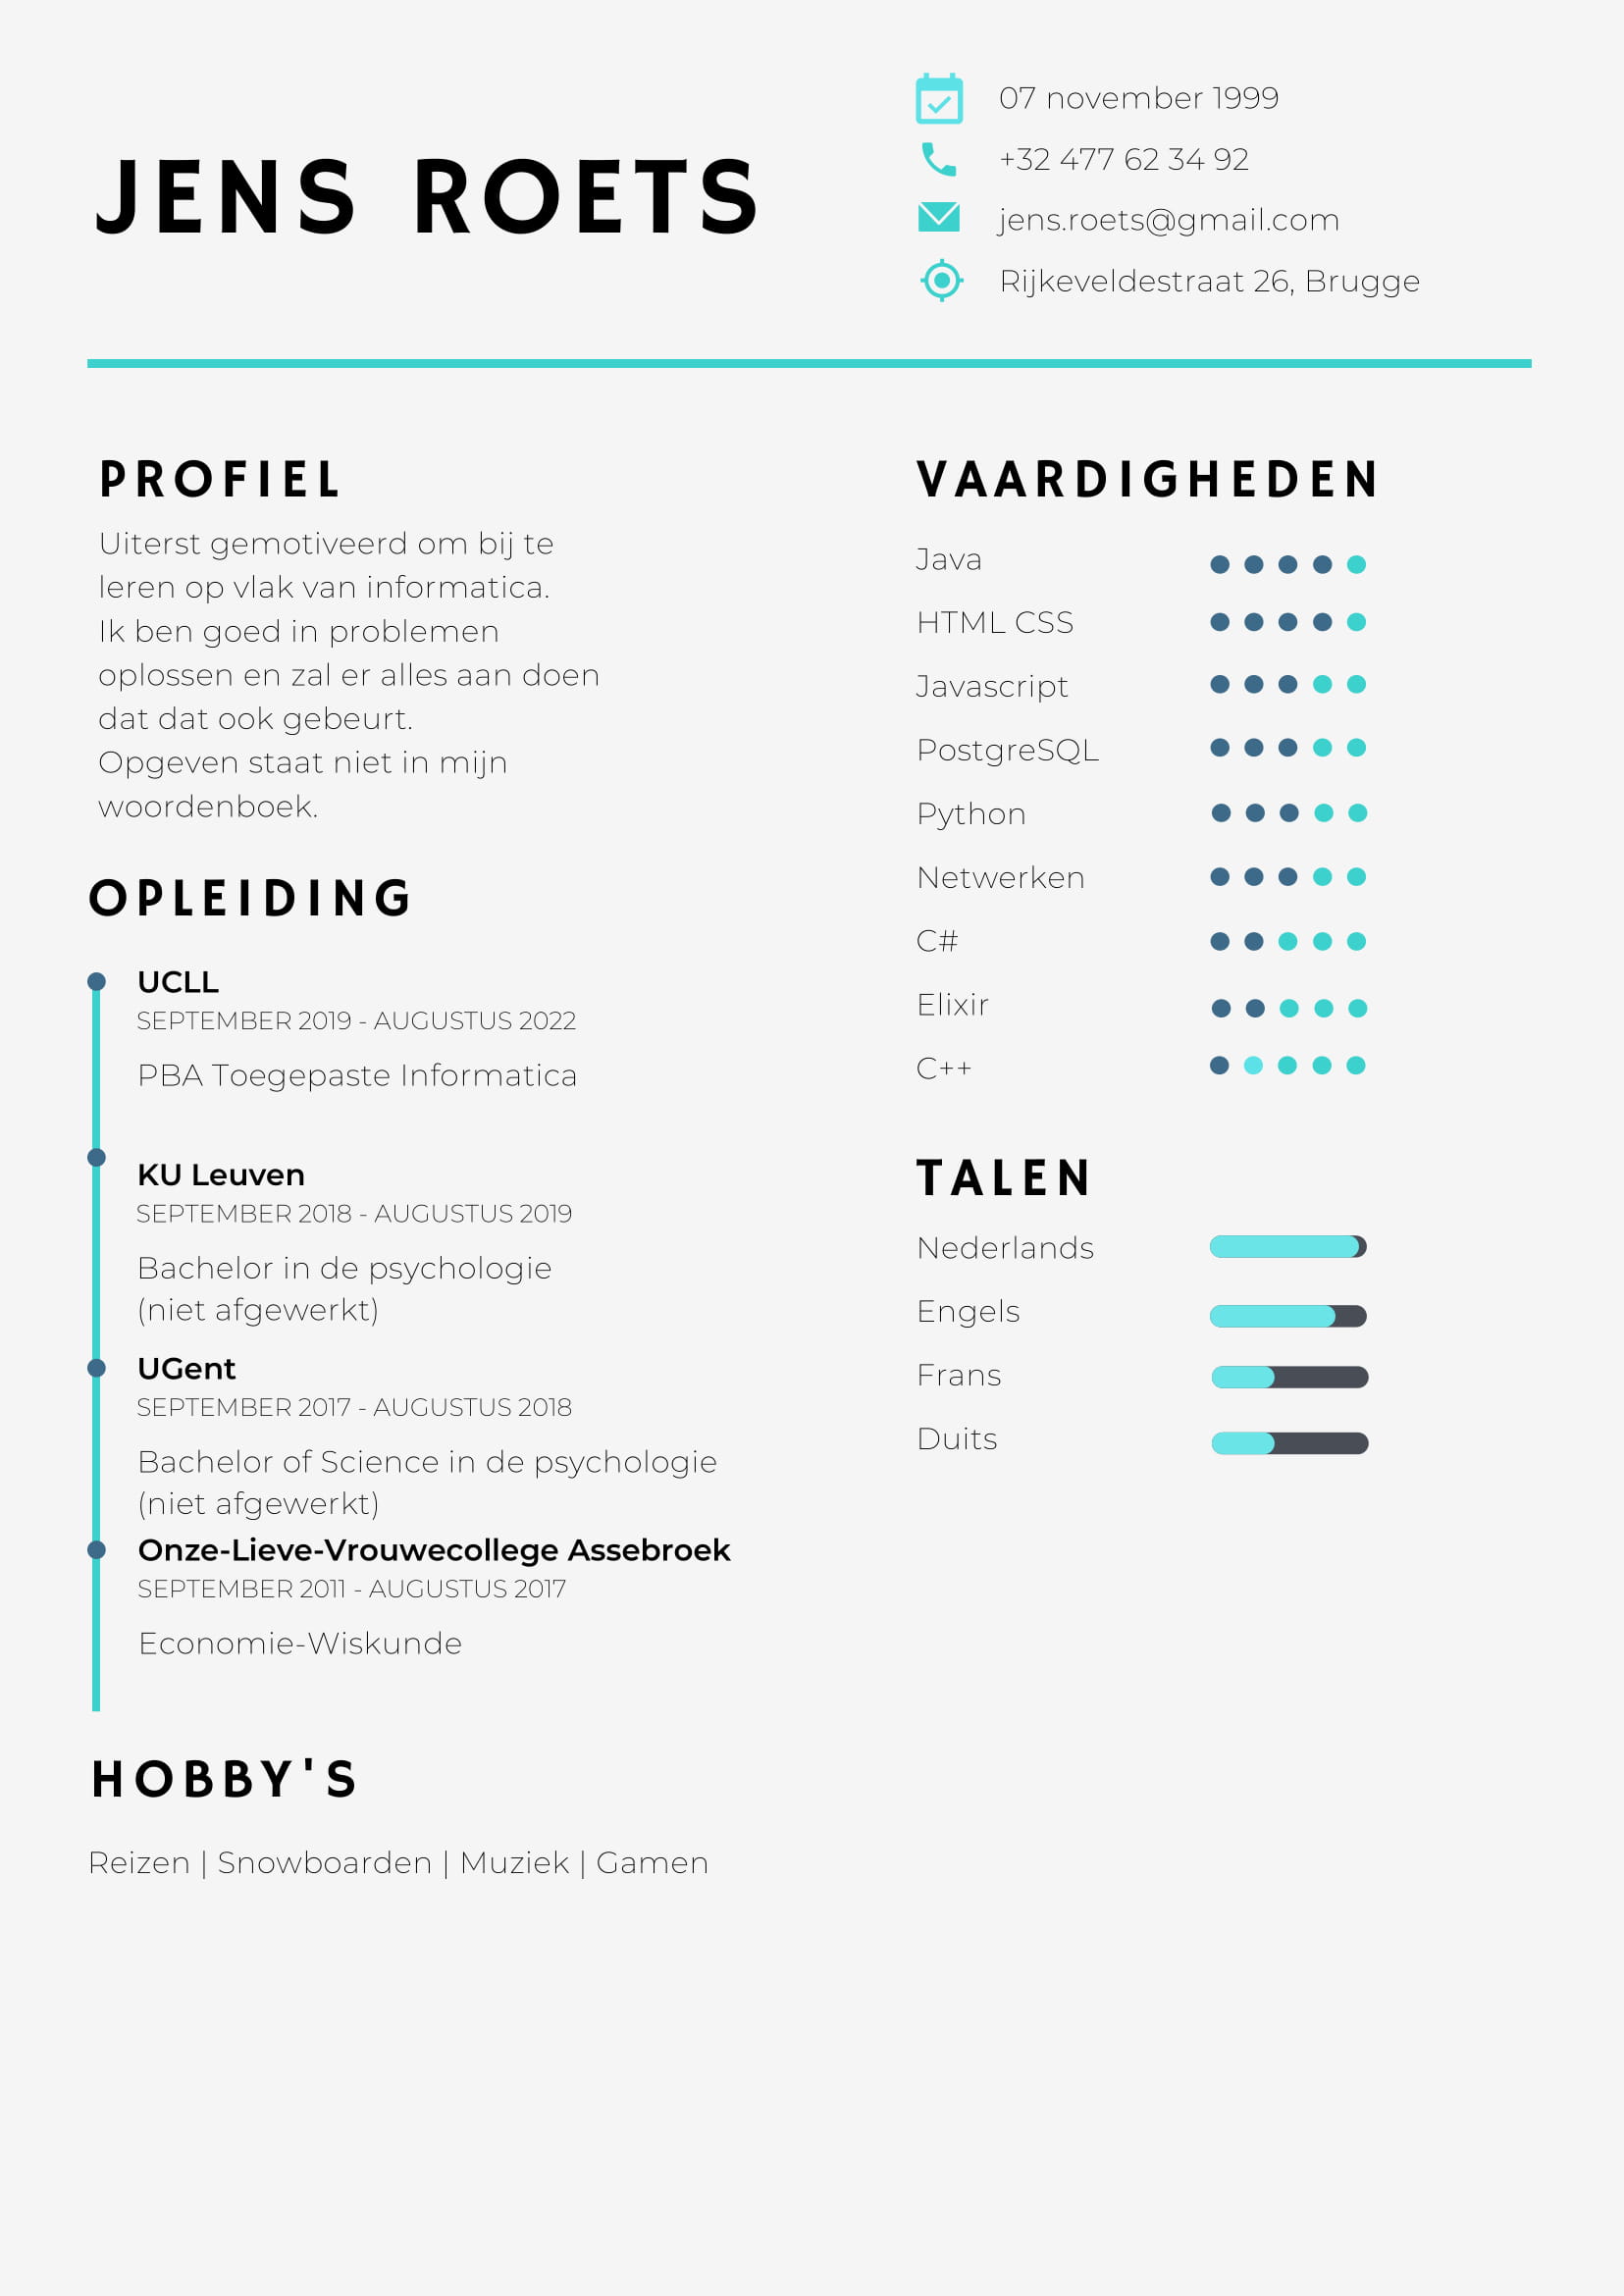 JENS ROETS
07 november 1999
+32 477 62 34 92
jens.roets@gmail.com
Rijkeveldestraat 26, Brugge
PROFIEL
Uiterst gemotiveerd om bij te
leren op vlak van informatica.
Ik ben goed in problemen
oplossen en zal er alles aan doen
dat dat ook gebeurt.
Opgeven staat niet in mijn
woordenboek.
OPLEIDING
UCLL
SEPTEMBER 2019 - AUGUSTUS 2022
PBA Toegepaste Informatica
KU Leuven
SEPTEMBER 2018 - AUGUSTUS 2019
Bachelor in de psychologie
(niet afgewerkt)
UGent
SEPTEMBER 2017 - AUGUSTUS 2018
Bachelor of Science in de psychologie
(niet afgewerkt)
Onze-Lieve-Vrouwecollege Assebroek
SEPTEMBER 2011 - AUGUSTUS 2017
Economie-Wiskunde
HOBBY'S
Reizen | Snowboarden | Muziek | Gamen
VAARDIGHEDEN
Java
HTML CSS
Javascript
PostgreSQL
Python
Netwerken
C#
Elixir
C++
TALEN
Nederlands
Engels
Frans
Duits